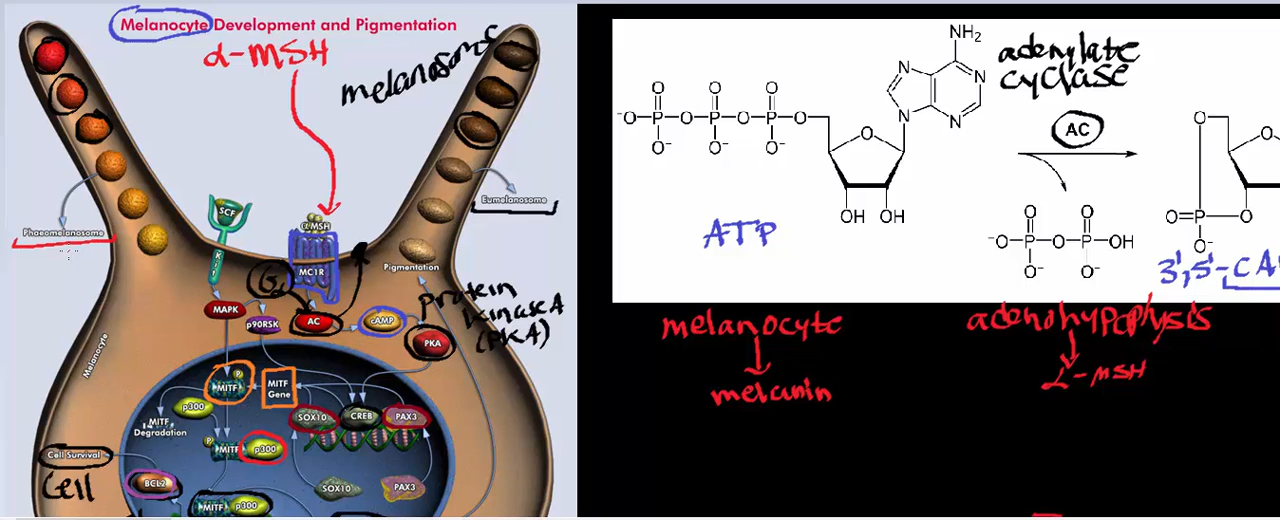 Melanocyte Development and Pigmentation
α-MSH
melanosome
SCF
Kit
αMSH
MC1R
Gs
Phaeomelanosome
Eumelanosome
Pigmentation
MAPK
p90RSK
AC
cAMP
PKA
protein
kinase A
(PKA)
Melanocyte
P
MITF
MITF
Gene
p300
MITF
Degradation
SOX10
CREB
PAX3
P
MITF
p300
Cell Survival
Cell
BCL2
SOX10
PAX3
MITF
p300
NH2
N
N
N
N
O
O
O
-O
P
O
P
O
P
O
O-
O-
O-
O
OH
OH
ATP
adenylate
cyclase
AC
O
O
-O
P
O
P
OH
O-
O-
O
O
O
P
O
O-
3',5'-cA
melanocyte
melanin
adenohypoplysis
α-MSH